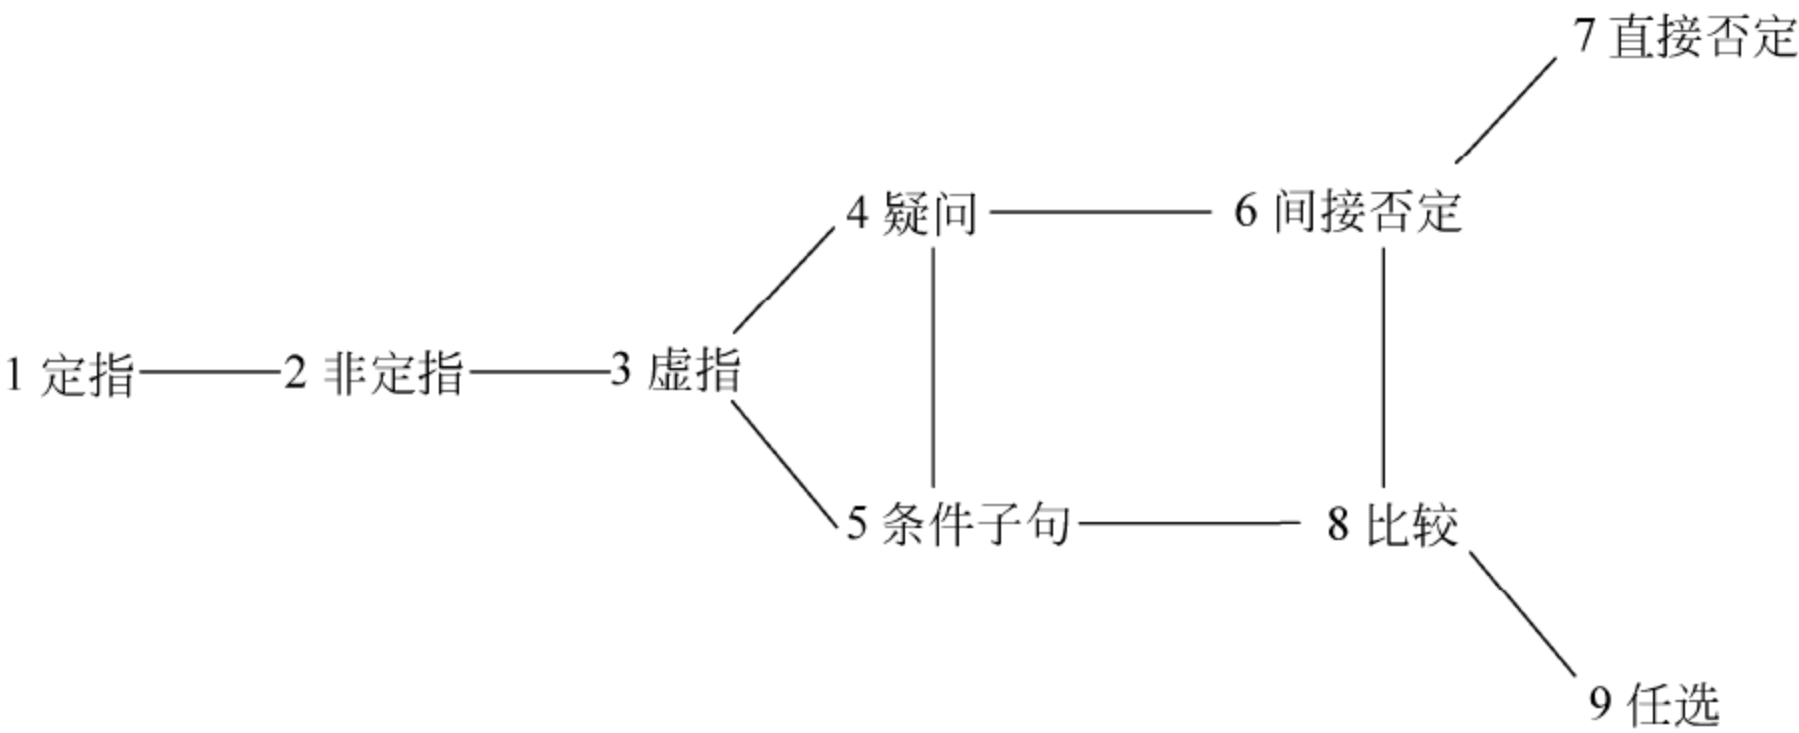 7 直接否定
4 疑问
6 间接否定
1 定指
2 非定指
3 虚指
5 条件子句
8 比较
9 任选